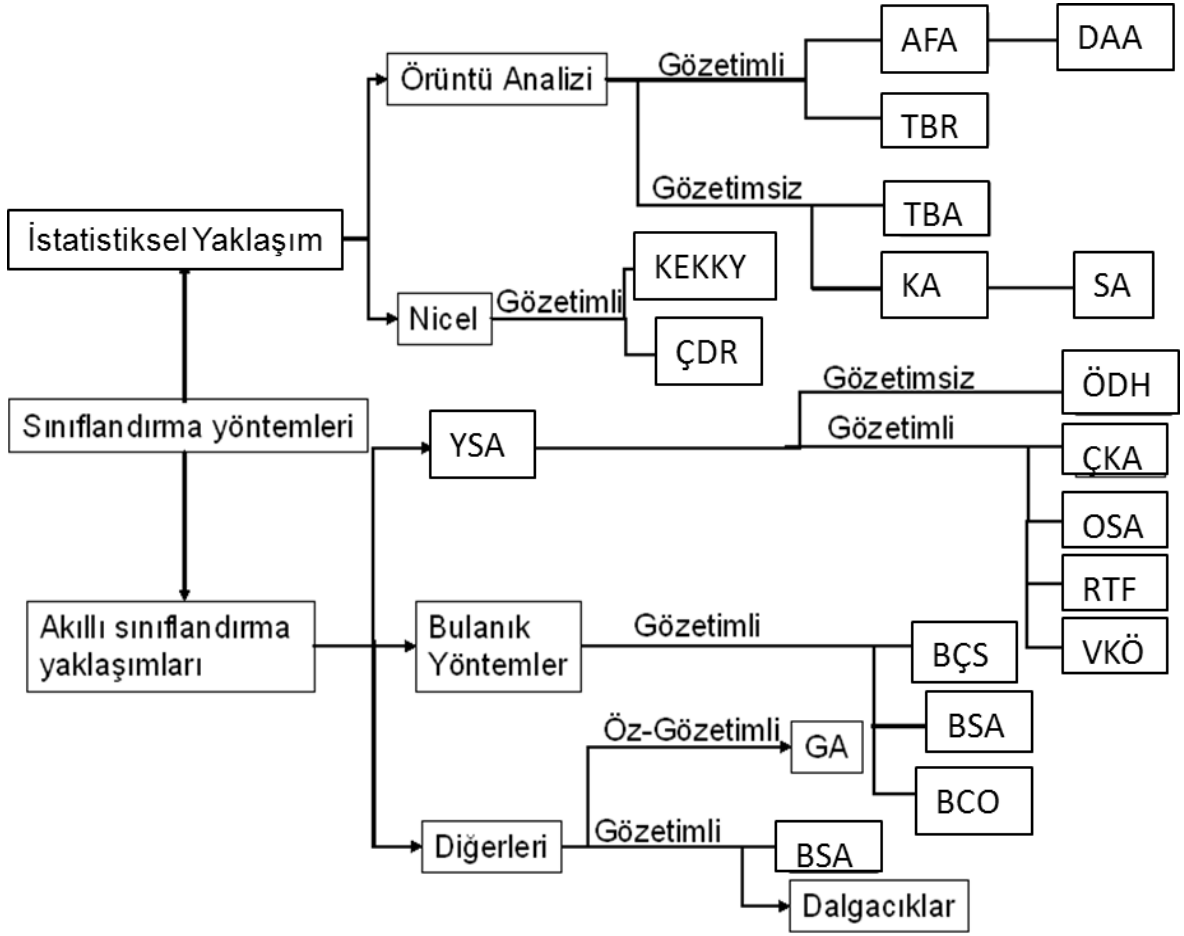 AFA
DAA
Gözetimli
Örüntü Analizi
TBR
Gözetimsiz
TBA
İstatistiksel Yaklaşım
KEKKY
KA
SA
Gözetimli
Nicel
ÇDR
Gözetimsiz
ÖDH
Sınıflandırma yöntemleri
YSA
Gözetimli
ÇKA
OSA
RTF
Akıllı sınıflandırma
yaklaşımları
Bulanık
Yöntemler
Gözetimli
BÇS
VKÖ
BSA
Öz-Gözetimli
GA
BCO
Diğerleri
Gözetimli
BSA
Dalgacıklar